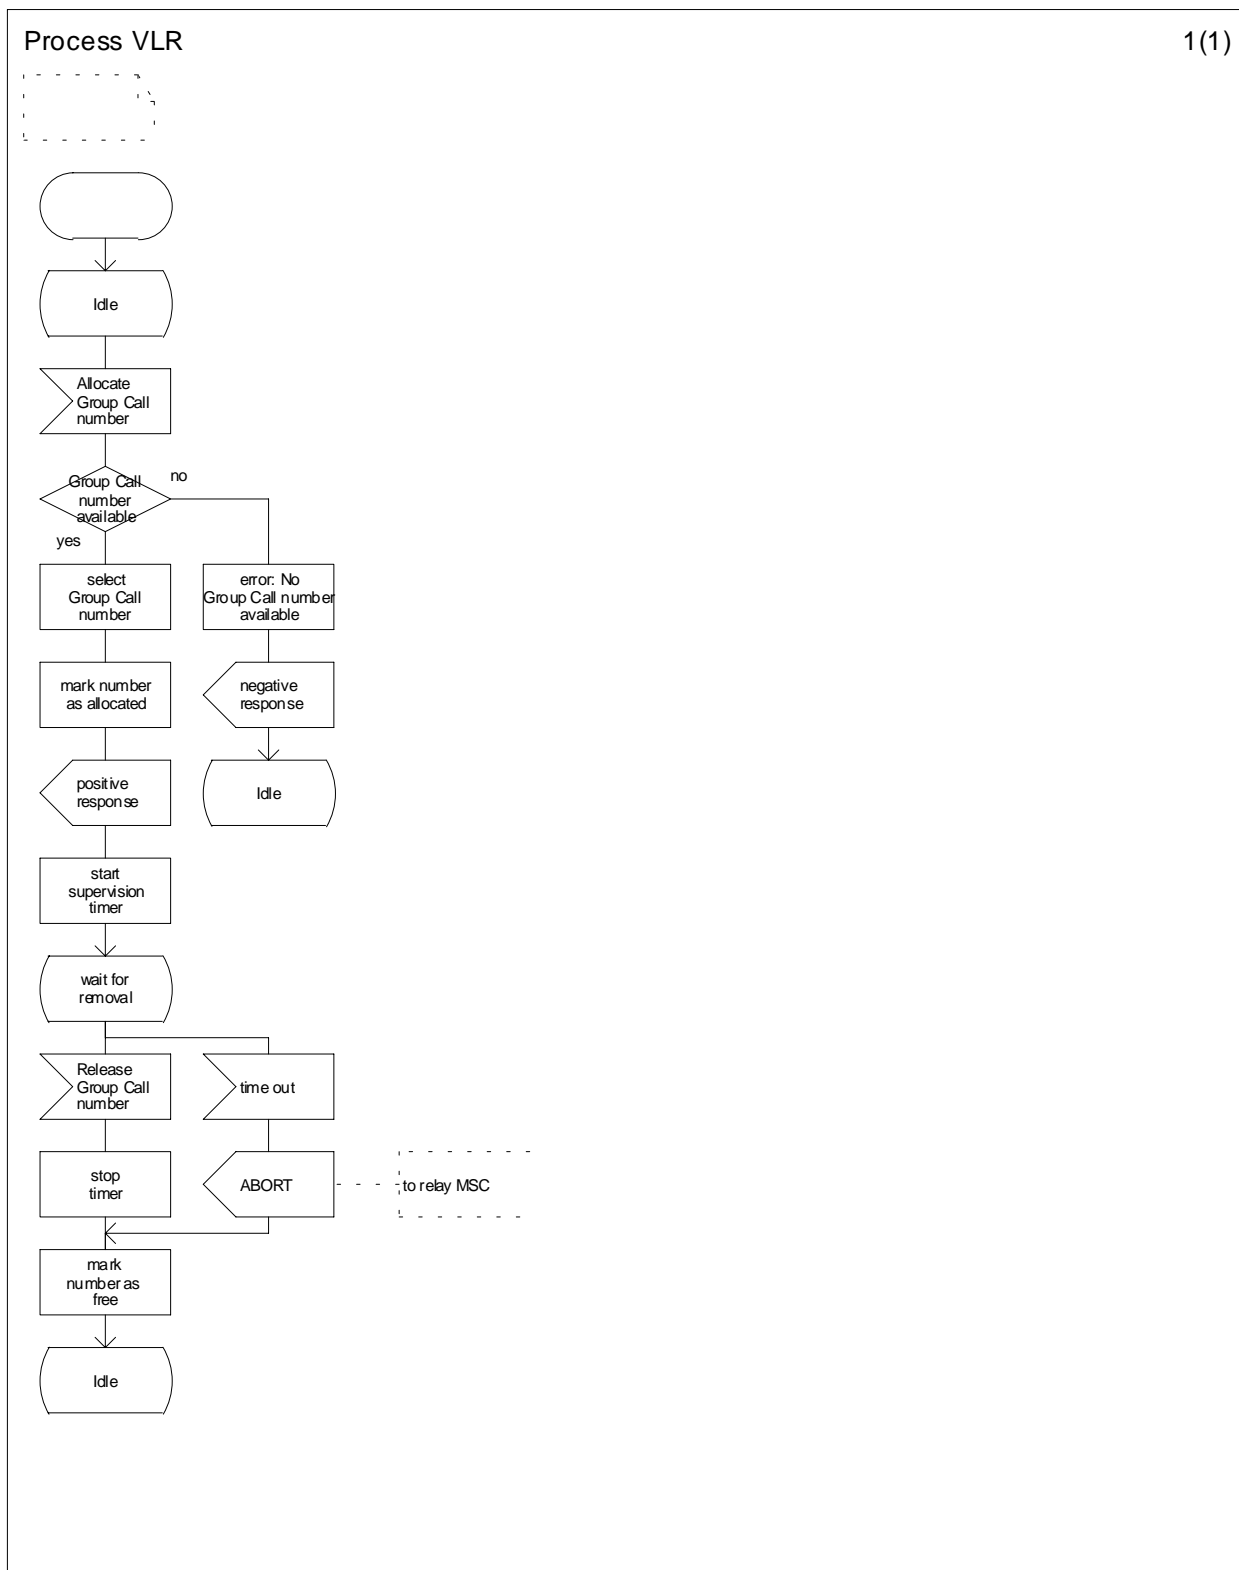 Process VLR
1(1)
Idle
Allocate
Group Call
number
Group Call
number
available
no
yes
select
Group Call
number
error: No
Group Call number
available
mark number
as allocated
negative
response
positive
response
Idle
start
supervision
timer
wait for
removal
Release
Group Call
number
time out
stop
timer
ABORT
to relay MSC
mark
number as
free
Idle